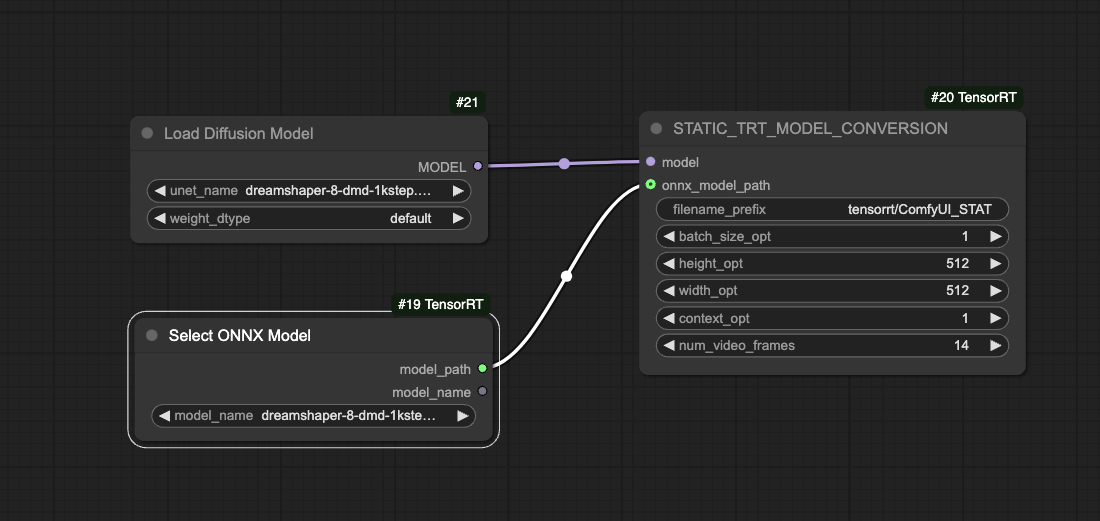 #21
Load Diffusion Model
MODEL
unet_name dreamshaper-8-dmd-1kstep....
weight_dtype default
#19 TensorRT
Select ONNX Model
model_path
model_name
model_name dreamshaper-8-dmd-1kste...
#20 TensorRT
STATIC_TRT_MODEL_CONVERSION
model
onnx_model_path
filename_prefix tensorrt/ComfyUI_STAT
batch_size_opt 1
height_opt 512
width_opt 512
context_opt 1
num_video_frames 14